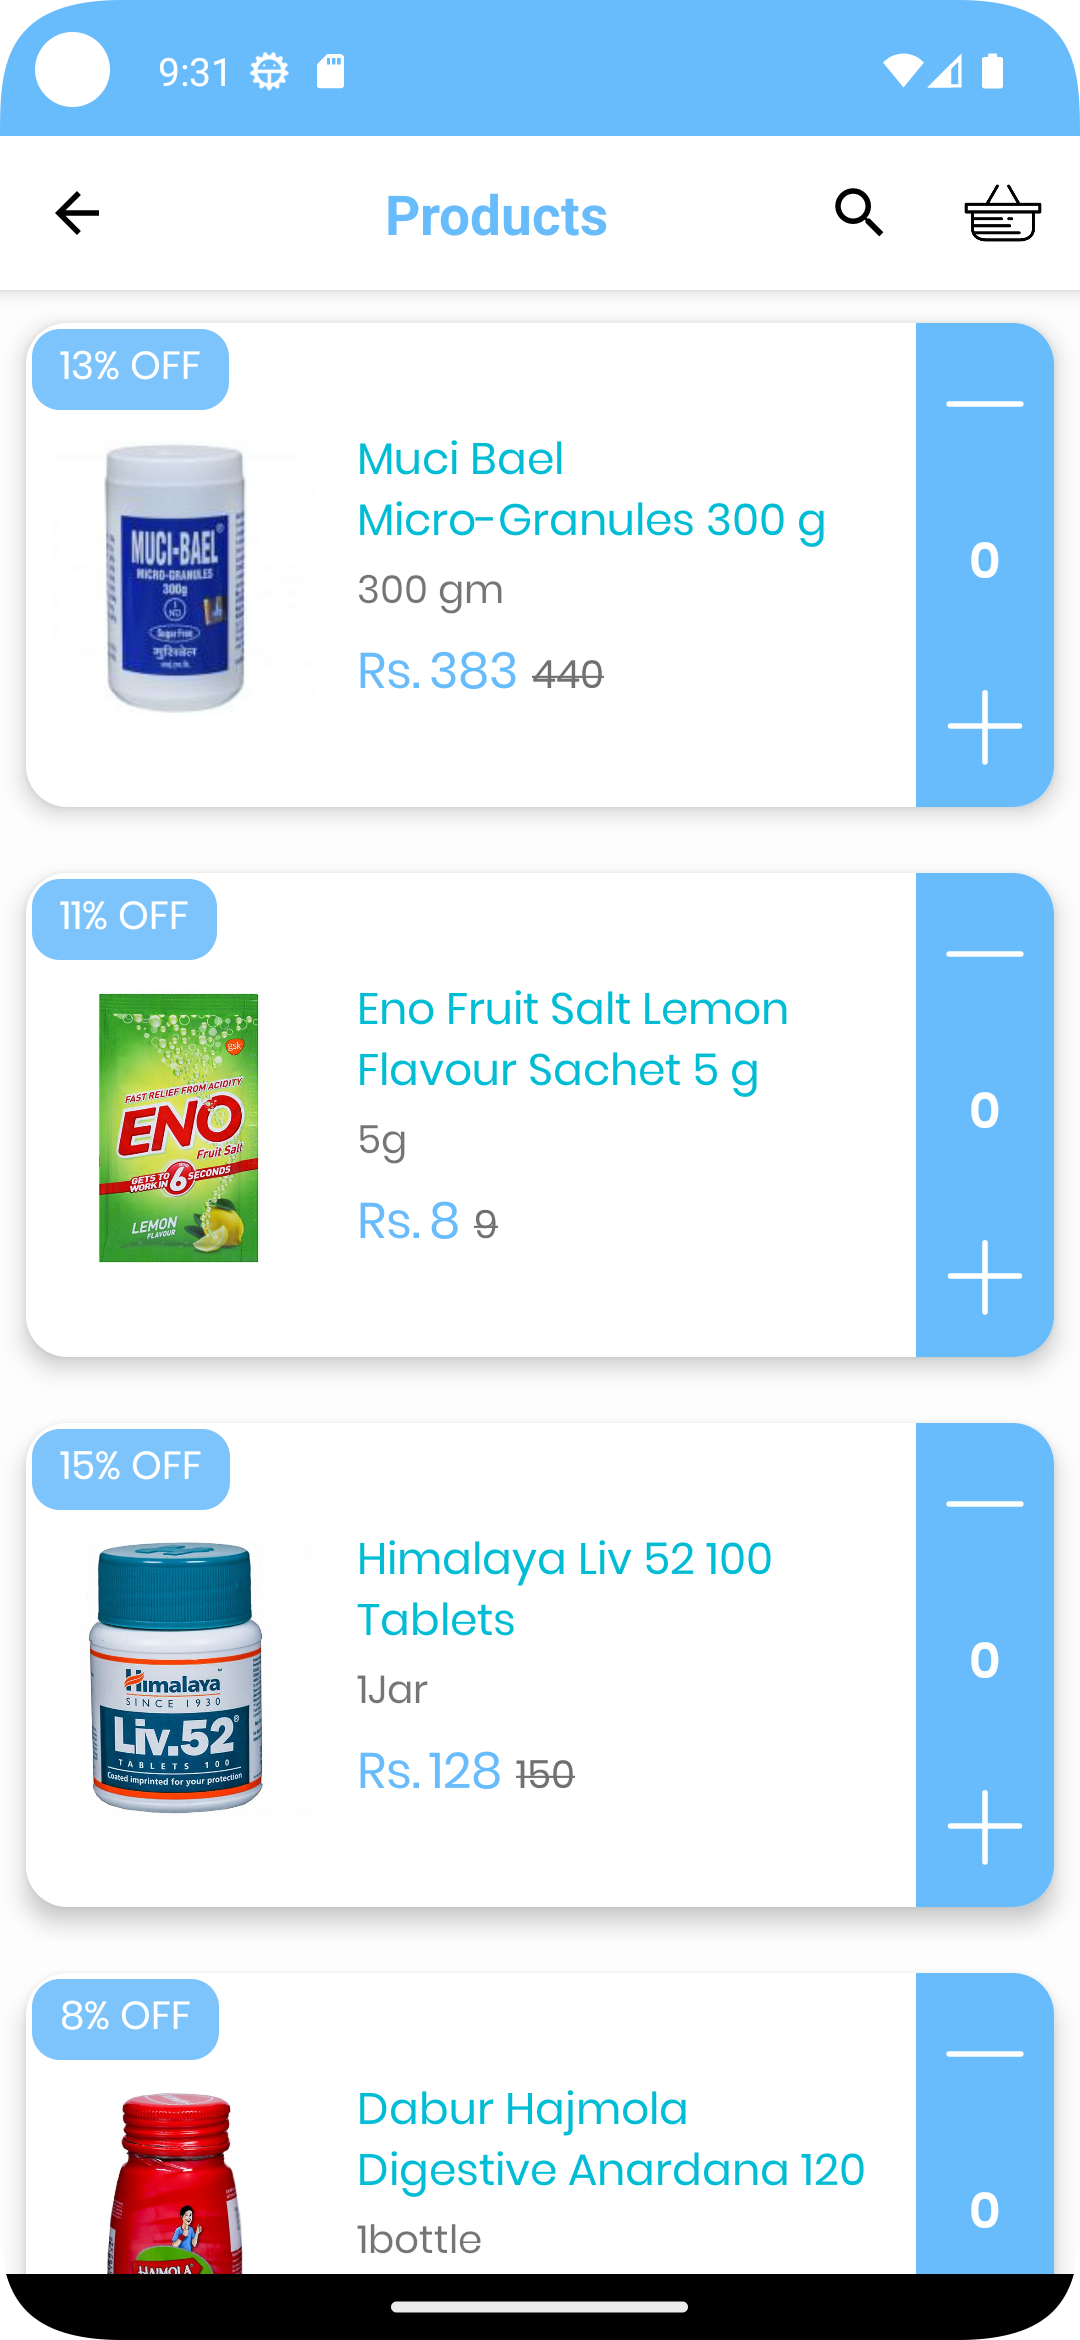 9:31
Products
13% OFF
MUCI-BAEL
MICRO-GRANULES
300g
Sugar Free
Muci Bael
Micro-Granules 300 g
300 gm
Rs. 383 440
0
11% OFF
gsk
FAST RELIEF FROM ACIDITY
ENO
Fruit Salt
GETS TO
WORK IN 6 SECONDS
LEMON
FLAVOUR
Eno Fruit Salt Lemon
Flavour Sachet 5 g
5g
Rs. 8 9
0
15% OFF
Himalaya
SINCE 1930
Liv.52
TABLETS 100
Coated imprinted for your protection
Himalaya Liv 52 100
Tablets
1Jar
Rs. 128 150
0
8% OFF
HAJMOLA
Dabur Hajmola
Digestive Anardana 120
1bottle
0